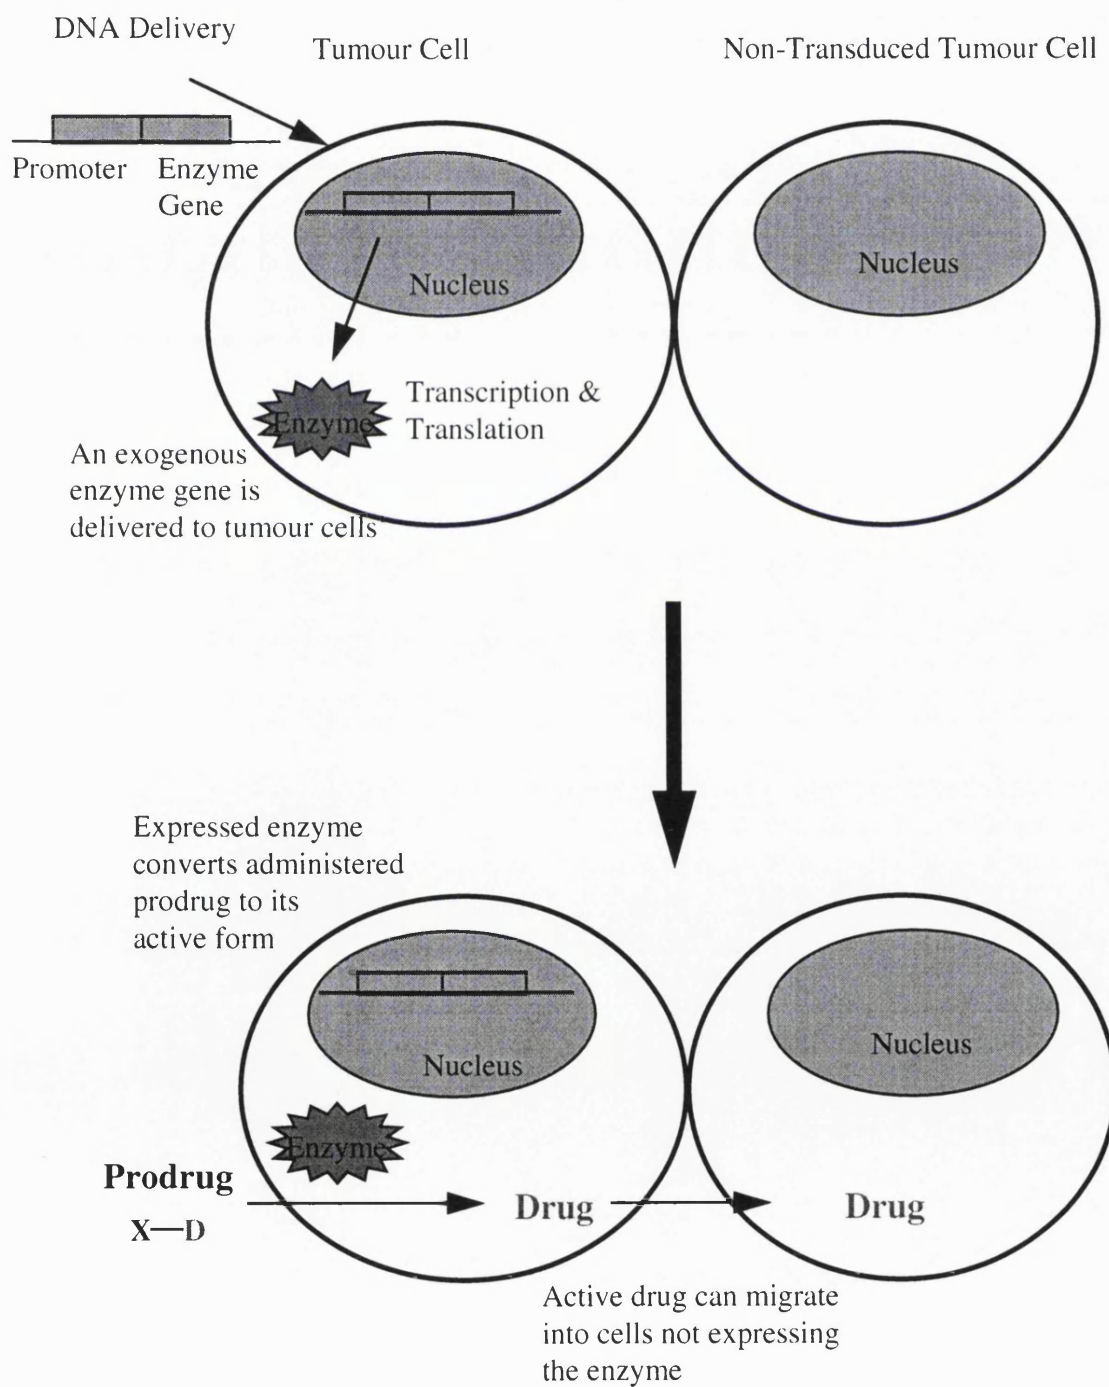 DNA Delivery
Tumour Cell
Non-Transduced Tumour Cell
Promoter
Enzyme
Gene
Nucleus
Nucleus
Enzyme
Transcription &
Translation
An exogenous
enzyme gene is
delivered to tumour cells
Expressed enzyme
converts administered
prodrug to its
active form
Nucleus
Nucleus
Enzyme
Prodrug
X—D
Drug
Drug
Active drug can migrate
into cells not expressing
the enzyme